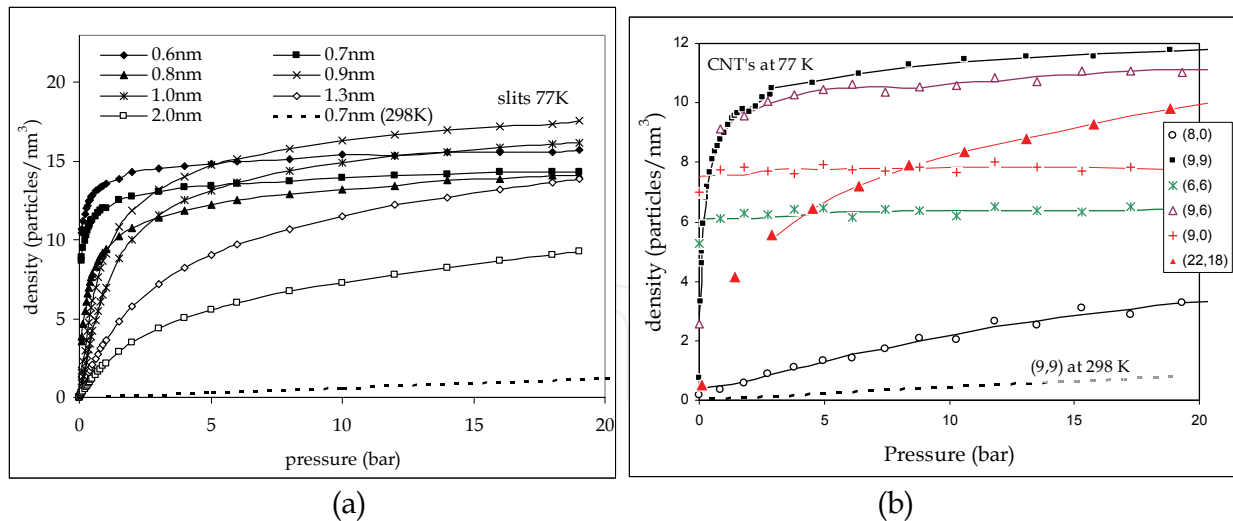 0.6nm 0.7nm
0.8nm 0.9nm
1.0nm 1.3nm
2.0nm 0.7nm (298K)
slits 77K
density (particles/nm³)
20
15
10
5
0
0 5 10 15 20
pressure (bar)
(a)
CNT's at 77 K
(8,0)
(9,9)
(6,6)
(9,6)
(9,0)
(22,18)
(9,9) at 298 K
density (particles/nm³)
12
10
8
6
4
2
0
0 5 10 15 20
Pressure (bar)
(b)